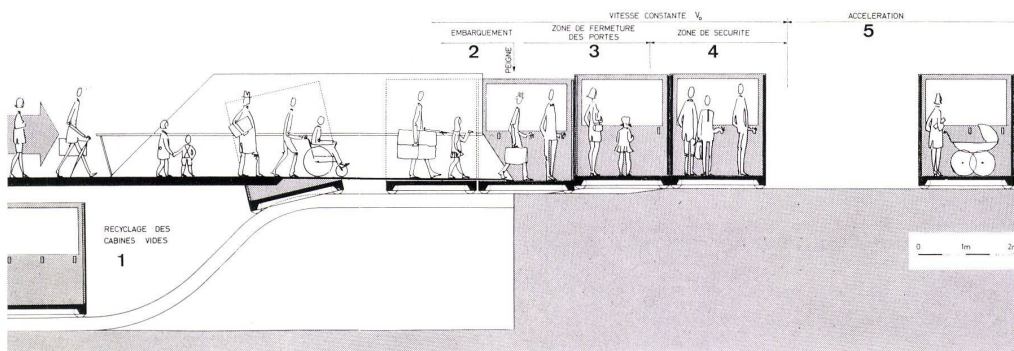 VITESSE CONSTANTE V₀
ACCELERATION
EMBARQUEMENT
ZONE DE FERMETURE
DES PORTES
ZONE DE SECURITE
5
2
3
4
PEIGNE
RECYCLAGE DES
CABINES VIDES
1
0 1m